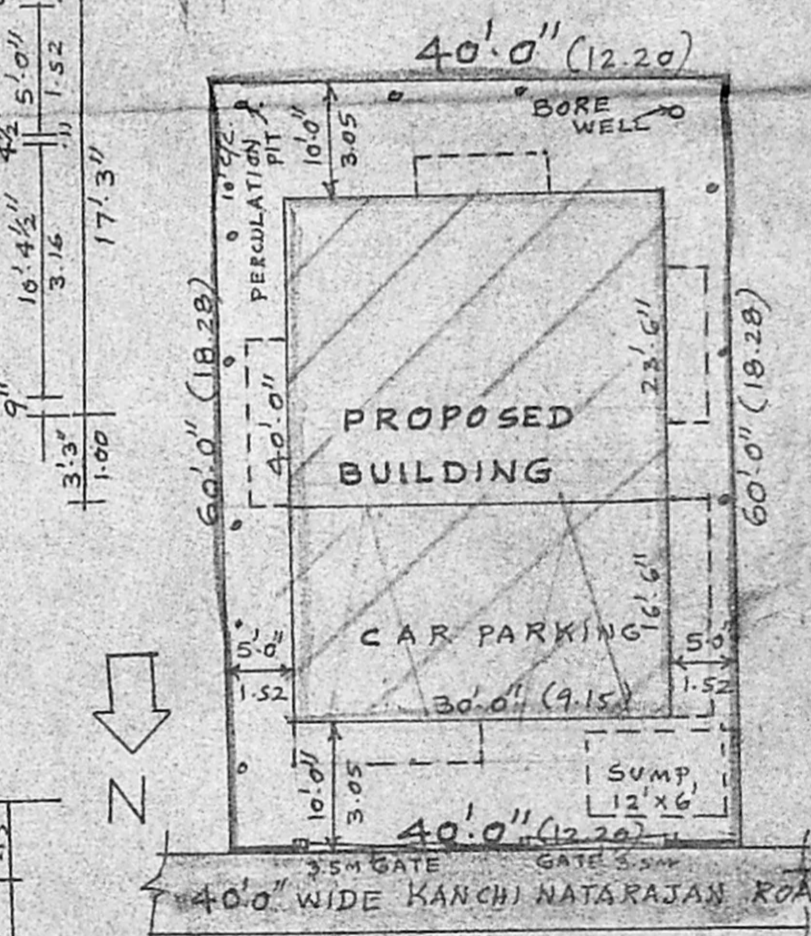 40'.0" (12.20)
BORE
WELL
10'.0"
3.05
10' c/c.
PERCULATION
PIT
5'.0"
1.52
4½
.11
10'.4½"
3.16
17'.3"
9"
3'.3"
1.00
60'.0" (18.28)
60'.0" (18.28)
23'.6"
40'.0"
PROPOSED
BUILDING
16'.6"
CAR PARKING
5'.0"
1.52
5'.0"
1.52
30'.0" (9.15)
N
10'.0"
3.05
SUMP
12' x 6'
40'.0" (12.20)
3.5M GATE
GATE 3.5M
40'.0" WIDE KANCHI NATARAJAN ROA